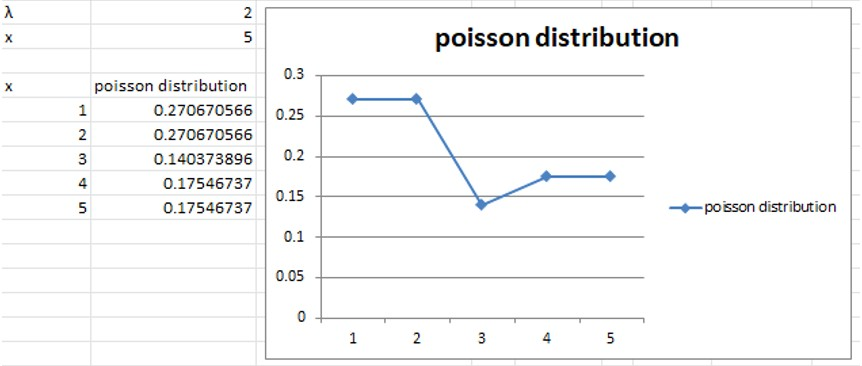 λ 2
x 5
x poisson distribution
1 0.270670566
2 0.270670566
3 0.140373896
4 0.17546737
5 0.17546737
poisson distribution
0.3
0.25
0.2
0.15
0.1
0.05
0
1 2 3 4 5
poisson distribution